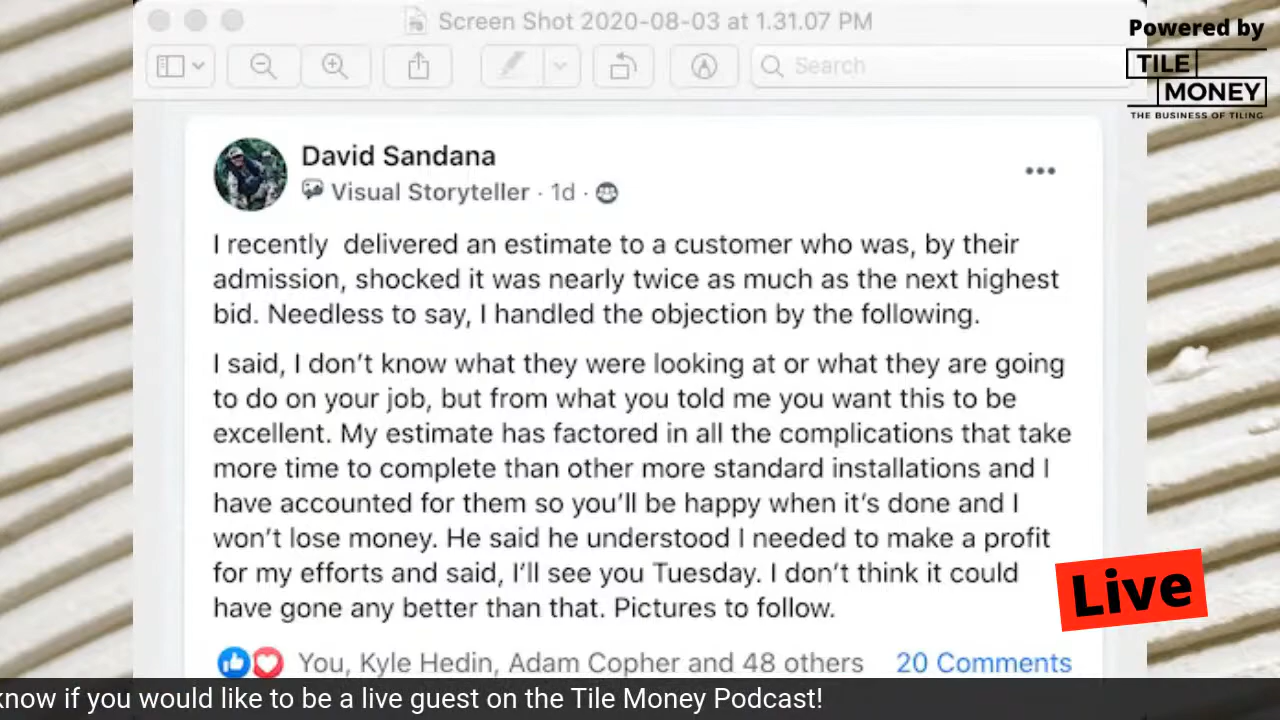 Screen Shot 2020-08-03 at 1.31.07 PM
Search
Powered by
TILE
MONEY
THE BUSINESS OF TILING
David Sandana
Visual Storyteller · 1d ·
I recently delivered an estimate to a customer who was, by their
admission, shocked it was nearly twice as much as the next highest
bid. Needless to say, I handled the objection by the following.
I said, I don't know what they were looking at or what they are going
to do on your job, but from what you told me you want this to be
excellent. My estimate has factored in all the complications that take
more time to complete than other more standard installations and I
have accounted for them so you'll be happy when it's done and I
won't lose money. He said he understood I needed to make a profit
for my efforts and said, I'll see you Tuesday. I don't think it could
have gone any better than that. Pictures to follow.
Live
You, Kyle Hedin, Adam Copher and 48 others 20 Comments
know if you would like to be a live guest on the Tile Money Podcast!